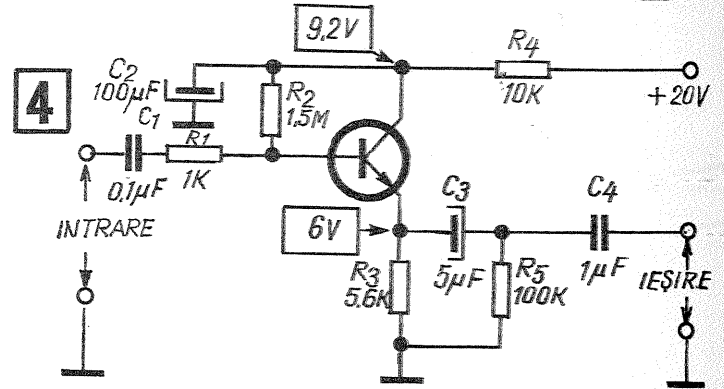 9,2V
R4
10K
+20V
4
C2
100µF
R2
1,5M
C1
R1
0,1µF
1K
INTRARE
6V
C3
C4
R3
5.6K
5µF
R5
100K
1µF
IEȘIRE